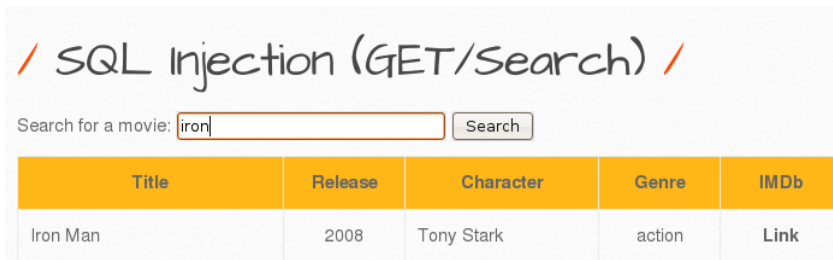 / SQL Injection (GET/Search) /
Search for a movie: iron Search
Title Release Character Genre IMDb
Iron Man 2008 Tony Stark action Link